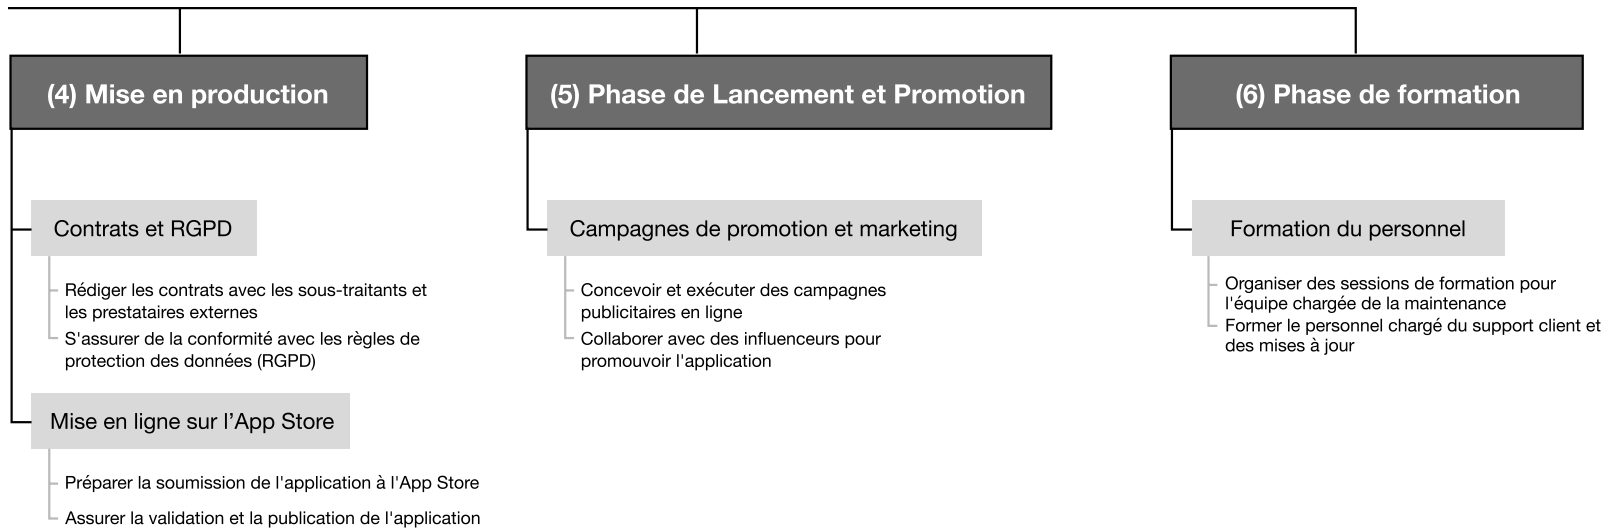 (4) Mise en production
Contrats et RGPD
Rédiger les contrats avec les sous-traitants et
les prestataires externes
S'assurer de la conformité avec les règles de
protection des données (RGPD)
Mise en ligne sur l’App Store
Préparer la soumission de l'application à l'App Store
Assurer la validation et la publication de l'application
(5) Phase de Lancement et Promotion
Campagnes de promotion et marketing
Concevoir et exécuter des campagnes
publicitaires en ligne
Collaborer avec des influenceurs pour
promouvoir l'application
(6) Phase de formation
Formation du personnel
Organiser des sessions de formation pour
l'équipe chargée de la maintenance
Former le personnel chargé du support client et
des mises à jour